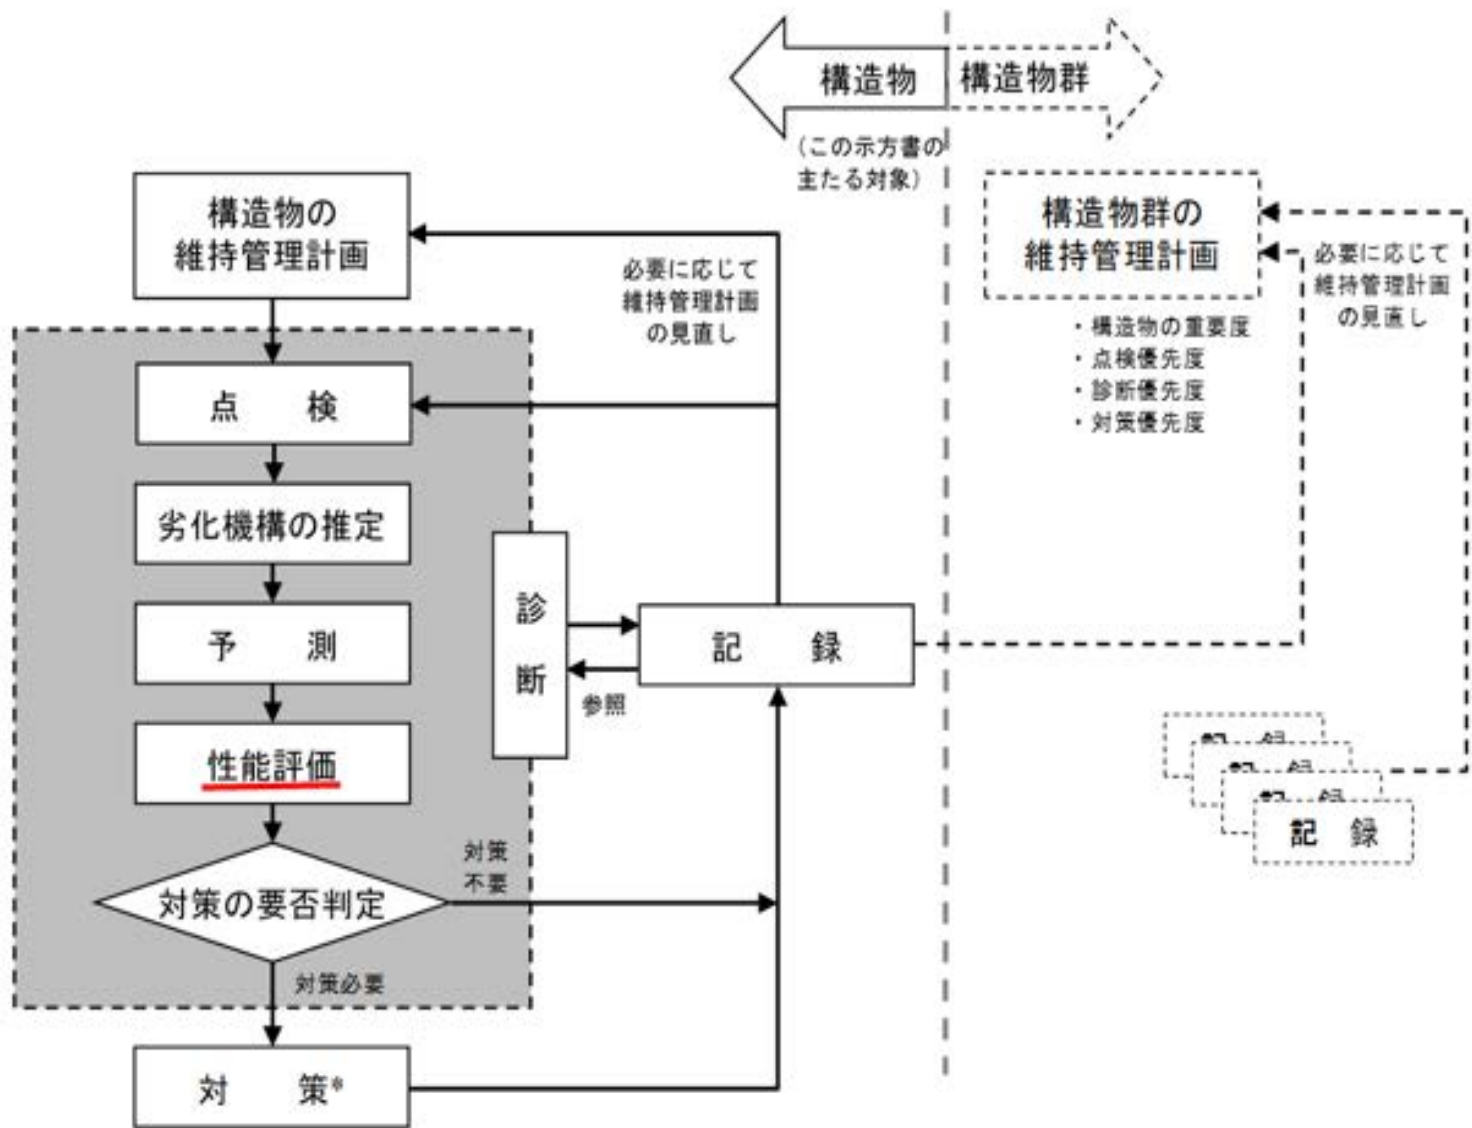 構造物
構造物群
（この示方書の
主たる対象）
構造物の
維持管理計画
必要に応じて
維持管理計画
の見直し
点　検
劣化機構の推定
予　測
性能評価
対策の要否判定
対策
不要
対策必要
対　策*
診
断
参照
記　録
構造物群の
維持管理計画
必要に応じて
維持管理計画
の見直し
・構造物の重要度
・点検優先度
・診断優先度
・対策優先度
記　録
記　録
記　録
記　録